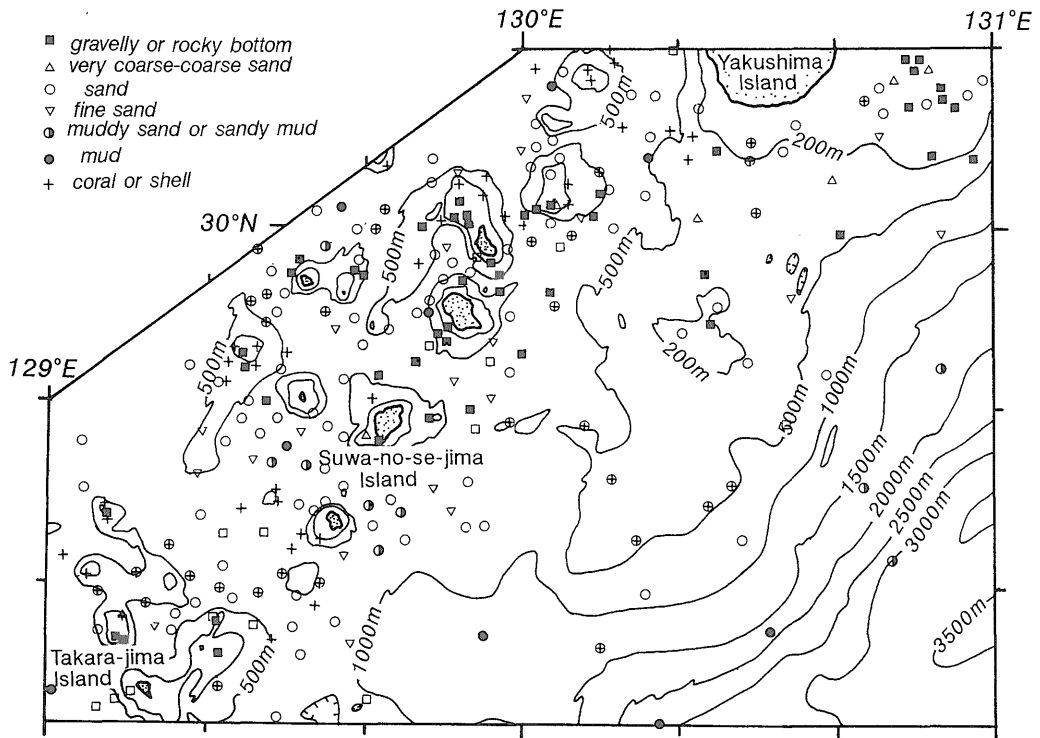 130°E
131°E
gravelly or rocky bottom
very coarse-coarse sand
sand
fine sand
muddy sand or sandy mud
mud
coral or shell
Yakushima
Island
500m
200m
30°N
500m
500m
129°E
500m
200m
500m
1000m
1500m
2000m
2500m
3000m
3500m
Suwa-no-se-jima
Island
1000m
Takara-jima
Island
500m